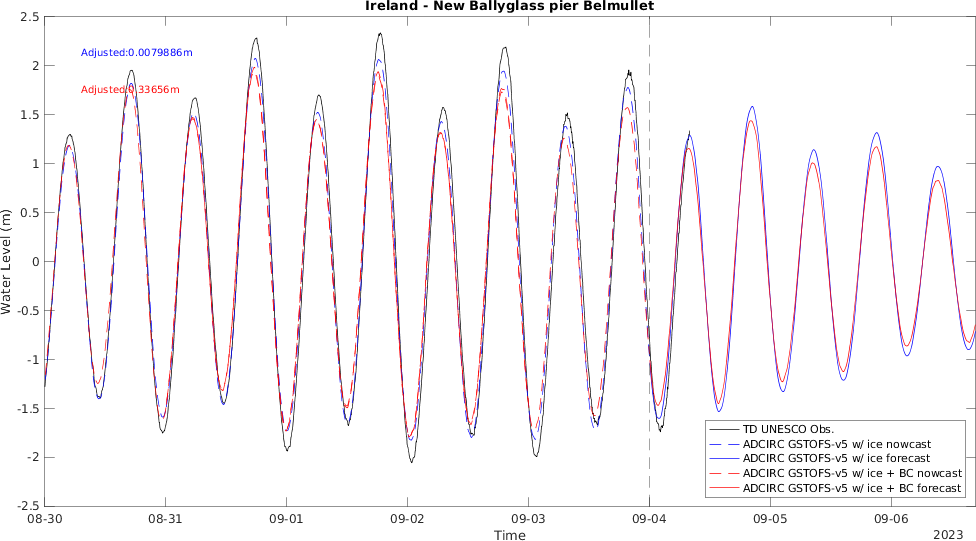 Ireland - New Ballyglass pier Belmullet
Adjusted:0.0079886m
Adjusted:0.33656m
Water Level (m)
2.5
2
1.5
1
0.5
0
-0.5
-1
-1.5
-2
-2.5
08-30
08-31
09-01
09-02
09-03
09-04
09-05
09-06
Time
2023
TD UNESCO Obs.
ADCIRC GSTOFS-v5 w/ ice nowcast
ADCIRC GSTOFS-v5 w/ ice forecast
ADCIRC GSTOFS-v5 w/ ice + BC nowcast
ADCIRC GSTOFS-v5 w/ ice + BC forecast